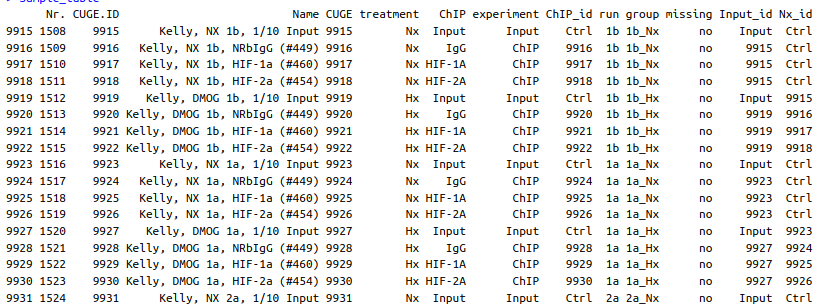 > sample_table
Nr. CUGE.ID Name CUGE treatment ChIP experiment ChIP_id run group missing Input_id Nx_id
9915 1508 9915 Kelly, NX 1b, 1/10 Input 9915 Nx Input Input Ctrl 1b 1b_Nx no Input Ctrl
9916 1509 9916 Kelly, NX 1b, NRbIgG (#449) 9916 Nx IgG ChIP 9916 1b 1b_Nx no 9915 Ctrl
9917 1510 9917 Kelly, NX 1b, HIF-1a (#460) 9917 Nx HIF-1A ChIP 9917 1b 1b_Nx no 9915 Ctrl
9918 1511 9918 Kelly, NX 1b, HIF-2a (#454) 9918 Nx HIF-2A ChIP 9918 1b 1b_Nx no 9915 Ctrl
9919 1512 9919 Kelly, DMOG 1b, 1/10 Input 9919 Hx Input Input Ctrl 1b 1b_Hx no Input 9915
9920 1513 9920 Kelly, DMOG 1b, NRbIgG (#449) 9920 Hx IgG ChIP 9920 1b 1b_Hx no 9919 9916
9921 1514 9921 Kelly, DMOG 1b, HIF-1a (#460) 9921 Hx HIF-1A ChIP 9921 1b 1b_Hx no 9919 9917
9922 1515 9922 Kelly, DMOG 1b, HIF-2a (#454) 9922 Hx HIF-2A ChIP 9922 1b 1b_Hx no 9919 9918
9923 1516 9923 Kelly, NX 1a, 1/10 Input 9923 Nx Input Input Ctrl 1a 1a_Nx no Input Ctrl
9924 1517 9924 Kelly, NX 1a, NRbIgG (#449) 9924 Nx IgG ChIP 9924 1a 1a_Nx no 9923 Ctrl
9925 1518 9925 Kelly, NX 1a, HIF-1a (#460) 9925 Nx HIF-1A ChIP 9925 1a 1a_Nx no 9923 Ctrl
9926 1519 9926 Kelly, NX 1a, HIF-2a (#454) 9926 Nx HIF-2A ChIP 9926 1a 1a_Nx no 9923 Ctrl
9927 1520 9927 Kelly, DMOG 1a, 1/10 Input 9927 Hx Input Input Ctrl 1a 1a_Hx no Input 9923
9928 1521 9928 Kelly, DMOG 1a, NRbIgG (#449) 9928 Hx IgG ChIP 9928 1a 1a_Hx no 9927 9924
9929 1522 9929 Kelly, DMOG 1a, HIF-1a (#460) 9929 Hx HIF-1A ChIP 9929 1a 1a_Hx no 9927 9925
9930 1523 9930 Kelly, DMOG 1a, HIF-2a (#454) 9930 Hx HIF-2A ChIP 9930 1a 1a_Hx no 9927 9926
9931 1524 9931 Kelly, NX 2a, 1/10 Input 9931 Nx Input Input Ctrl 2a 2a_Nx no Input Ctrl